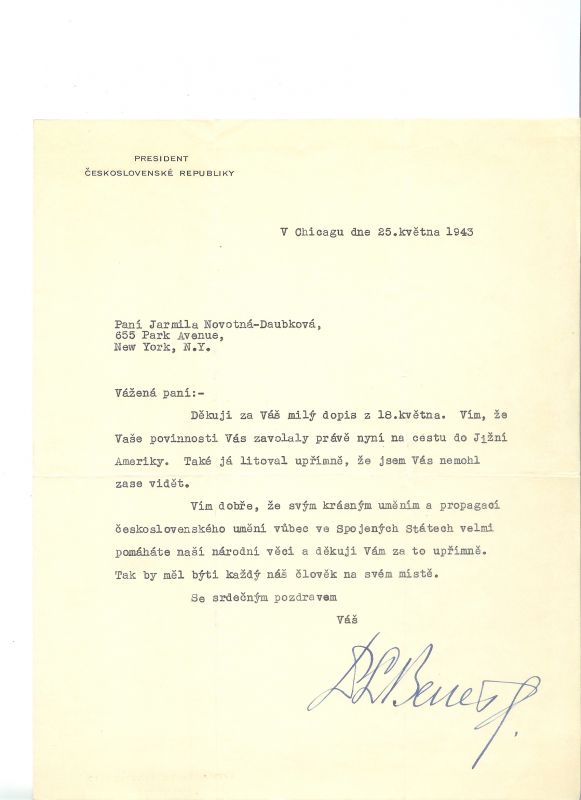 PRESIDENT
ČESKOSLOVENSKÉ REPUBLIKY
V Chicagu dne 25.května 1943
Paní Jarmila Novotná-Daubková,
655 Park Avenue,
New York, N.Y.
Vážená paní:-
Děkuji za Váš milý dopis z 18.května. Vím, že
Vaše povinnosti Vás zavolaly právě nyní na cestu do Jižní
Ameriky. Také já litoval upřímně, že jsem Vás nemohl
zase vidět.
Vím dobře, že svým krásným uměním a propagací
československého umění vůbec ve Spojených Státech velmi
pomáháte naší národní věci a děkuji Vám za to upřímně.
Tak by měl býti každý náš člověk na svém místě.
Se srdečným pozdravem
Váš
Benes